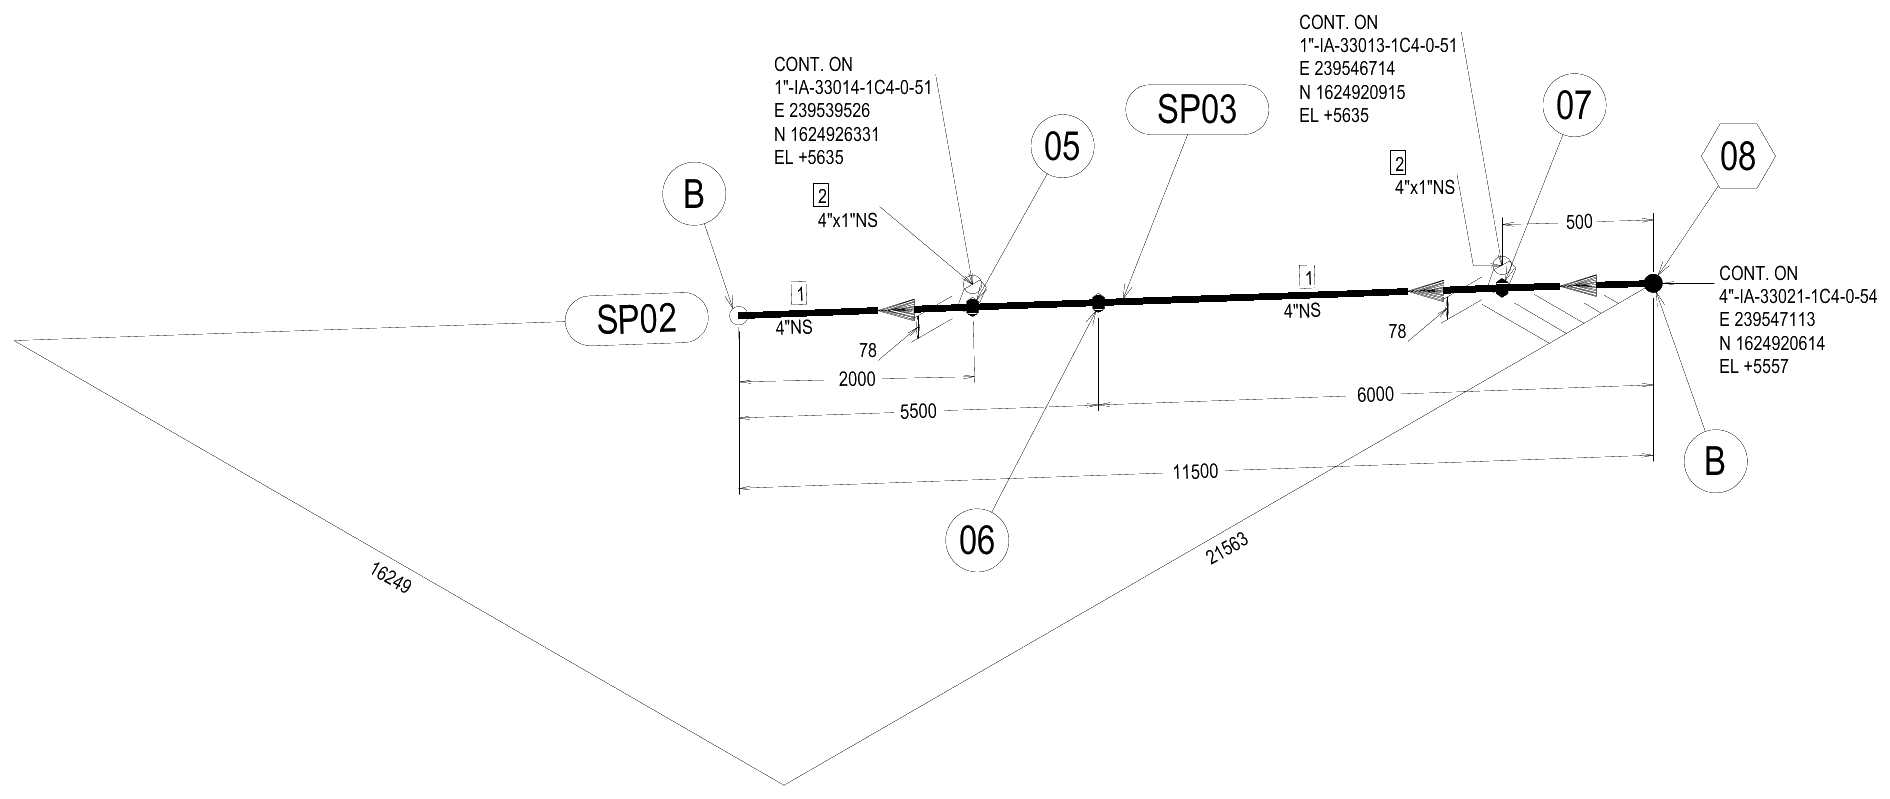 CONT. ON
1"-IA-33013-1C4-0-51
E 239546714
N 1624920915
EL +5635
CONT. ON
1"-IA-33014-1C4-0-51
E 239539526
N 1624926331
EL +5635
SP03
07
05
08
B
2
4"x1"NS
2
4"x1"NS
500
CONT. ON
4"-IA-33021-1C4-0-54
E 239547113
N 1624920614
EL +5557
1
4"NS
1
4"NS
SP02
78
78
2000
5500
6000
11500
B
06
21563
16249